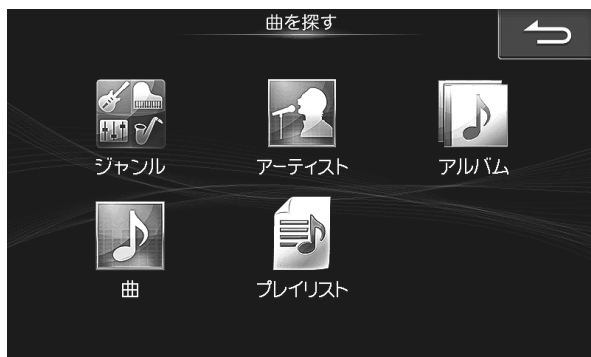 曲を探す
ジャンル
アーティスト
アルバム
曲
プレイリスト